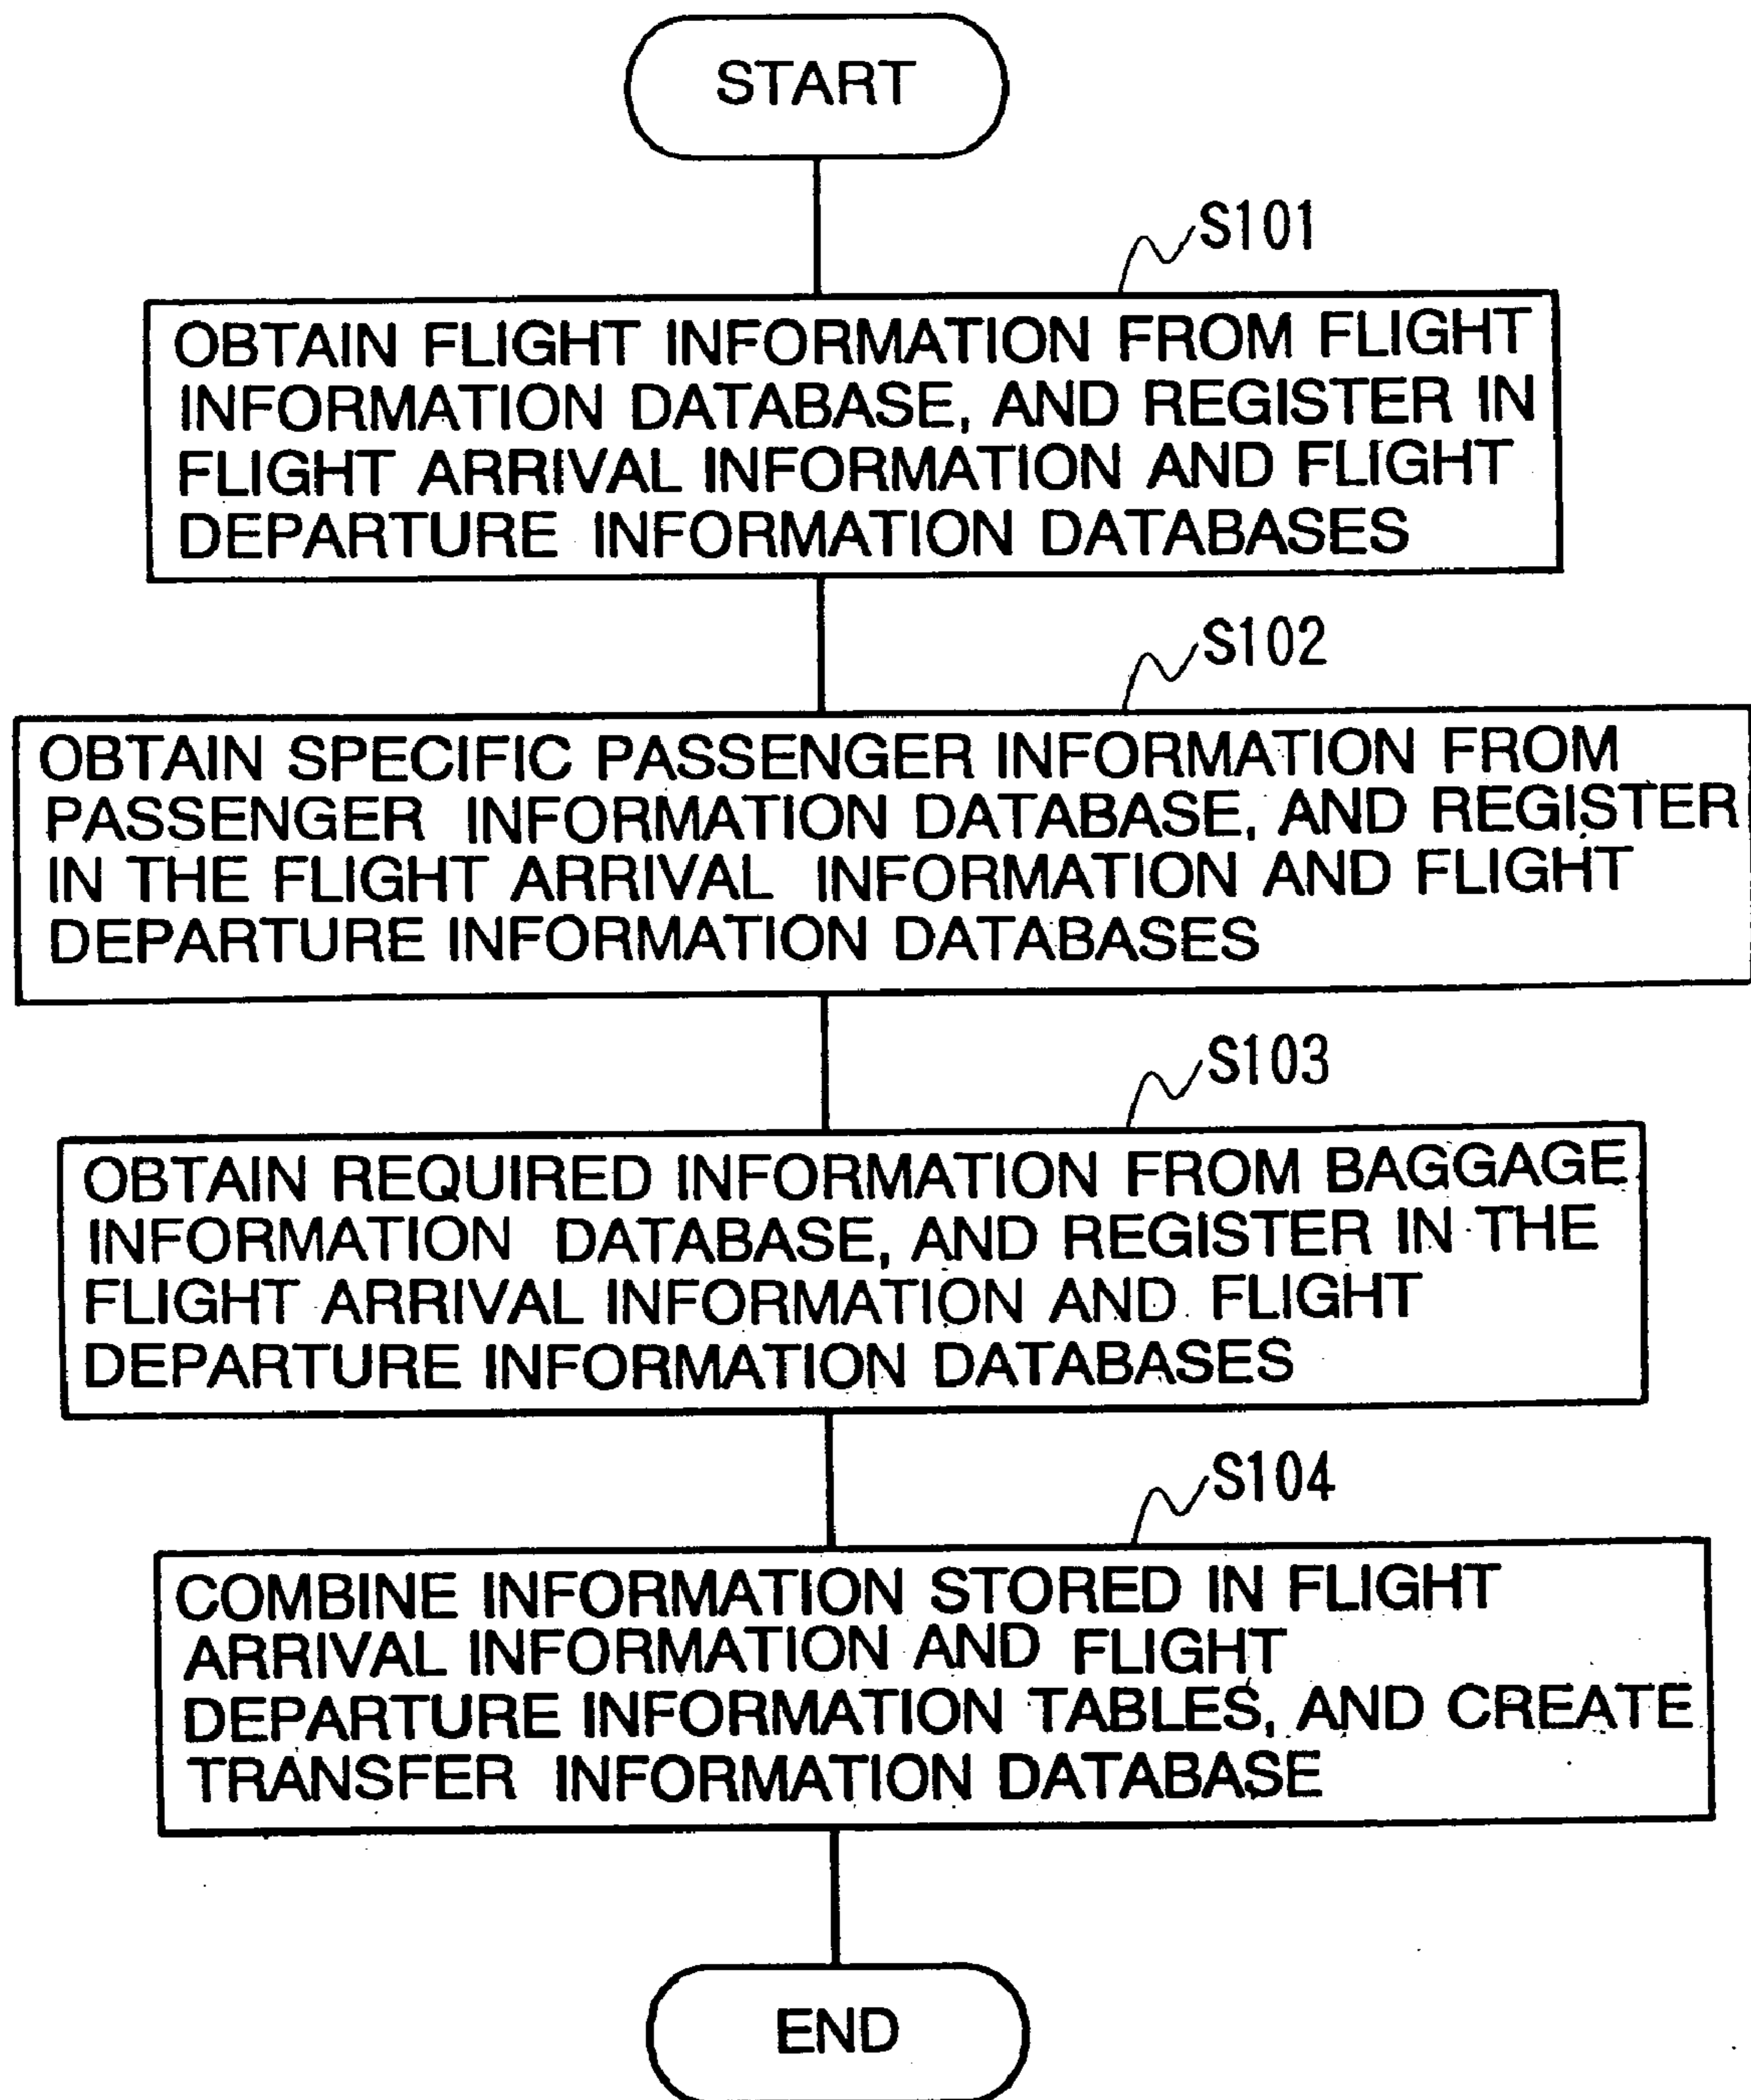 START
S101
OBTAIN FLIGHT INFORMATION FROM FLIGHT
INFORMATION DATABASE, AND REGISTER IN
FLIGHT ARRIVAL INFORMATION AND FLIGHT
DEPARTURE INFORMATION DATABASES
S102
OBTAIN SPECIFIC PASSENGER INFORMATION FROM
PASSENGER INFORMATION DATABASE, AND REGISTER
IN THE FLIGHT ARRIVAL INFORMATION AND FLIGHT
DEPARTURE INFORMATION DATABASES
S103
OBTAIN REQUIRED INFORMATION FROM BAGGAGE
INFORMATION DATABASE, AND REGISTER IN THE
FLIGHT ARRIVAL INFORMATION AND FLIGHT
DEPARTURE INFORMATION DATABASES
S104
COMBINE INFORMATION STORED IN FLIGHT
ARRIVAL INFORMATION AND FLIGHT
DEPARTURE INFORMATION TABLES, AND CREATE
TRANSFER INFORMATION DATABASE
END